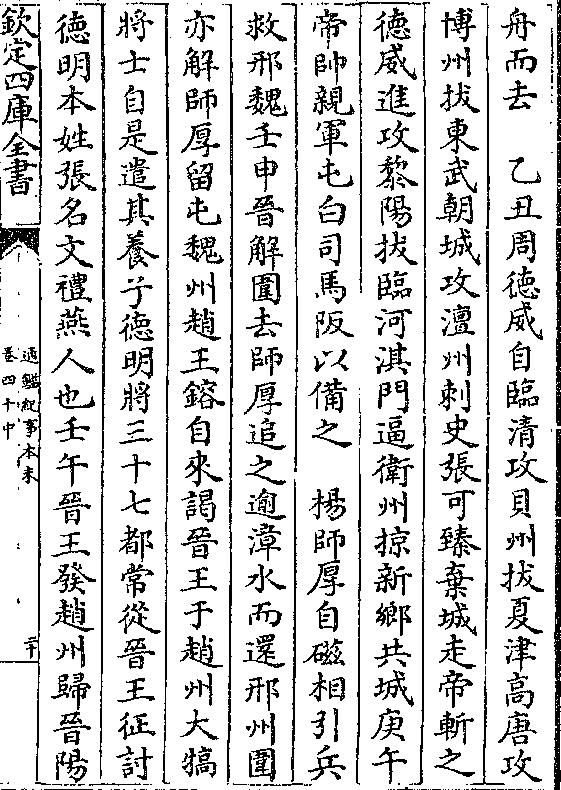 舟而去　乙丑周德威自臨清攻貝州拔夏津高唐攻
博州拔東武朝城攻澶州刺史張可臻棄城走帝斬之
德威進攻黎陽拔臨河淇門逼衛州掠新鄉共城庚午
帝帥親軍屯白司馬阪以備之　楊師厚自磁相引兵
救邢魏壬申晉解圍去師厚追之逾漳水而還邢州圍
亦解師厚留屯魏州趙王鎔自來謁晉王于趙州大犒
將士自是遣其養子德明將三十七都常從晉王征討
德明本姓張名文禮燕人也壬午晉王發趙州歸晉陽
欽定四庫全書
通鑑紀事本末
卷四十中
二十